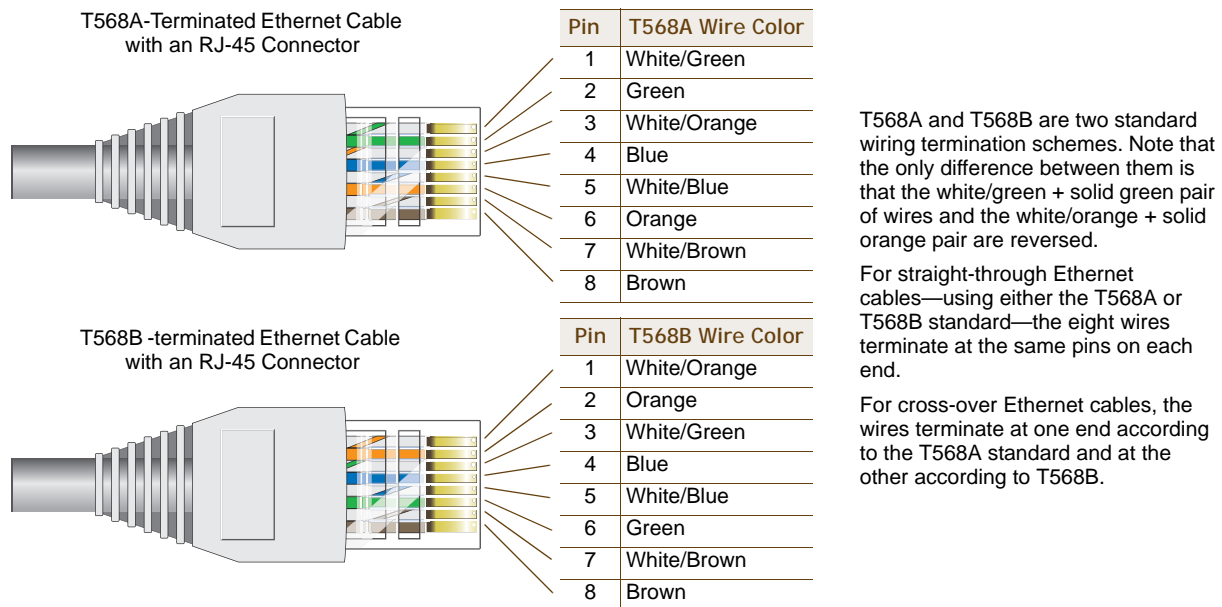 T568A-Terminated Ethernet Cable
with an RJ-45 Connector
Pin T568A Wire Color
1 White/Green
2 Green
3 White/Orange
4 Blue
5 White/Blue
6 Orange
7 White/Brown
8 Brown
T568B -terminated Ethernet Cable
with an RJ-45 Connector
Pin T568B Wire Color
1 White/Orange
2 Orange
3 White/Green
4 Blue
5 White/Blue
6 Green
7 White/Brown
8 Brown
T568A and T568B are two standard
wiring termination schemes. Note that
the only difference between them is
that the white/green + solid green pair
of wires and the white/orange + solid
orange pair are reversed.
For straight-through Ethernet
cables—using either the T568A or
T568B standard—the eight wires
terminate at the same pins on each
end.
For cross-over Ethernet cables, the
wires terminate at one end according
to the T568A standard and at the
other according to T568B.